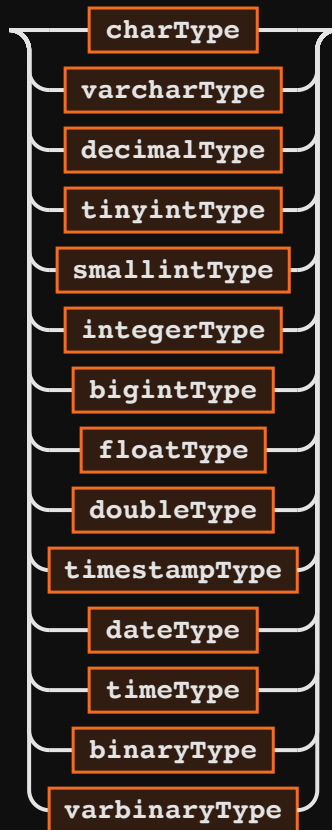 charType
varcharType
decimalType
tinyintType
smallintType
integerType
bigintType
floatType
doubleType
timestampType
dateType
timeType
binaryType
varbinaryType